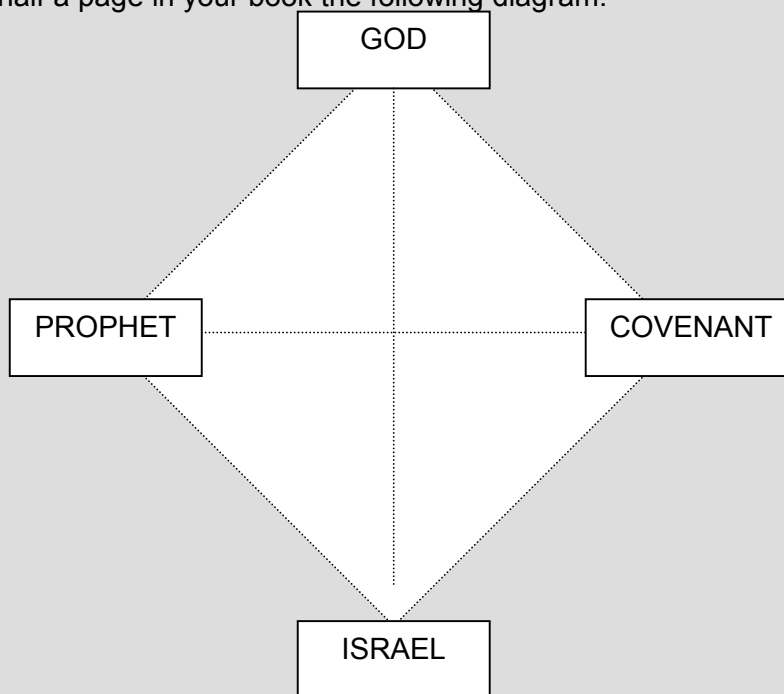 half a page in your book the following diagram:
GOD
PROPHET
COVENANT
ISRAEL